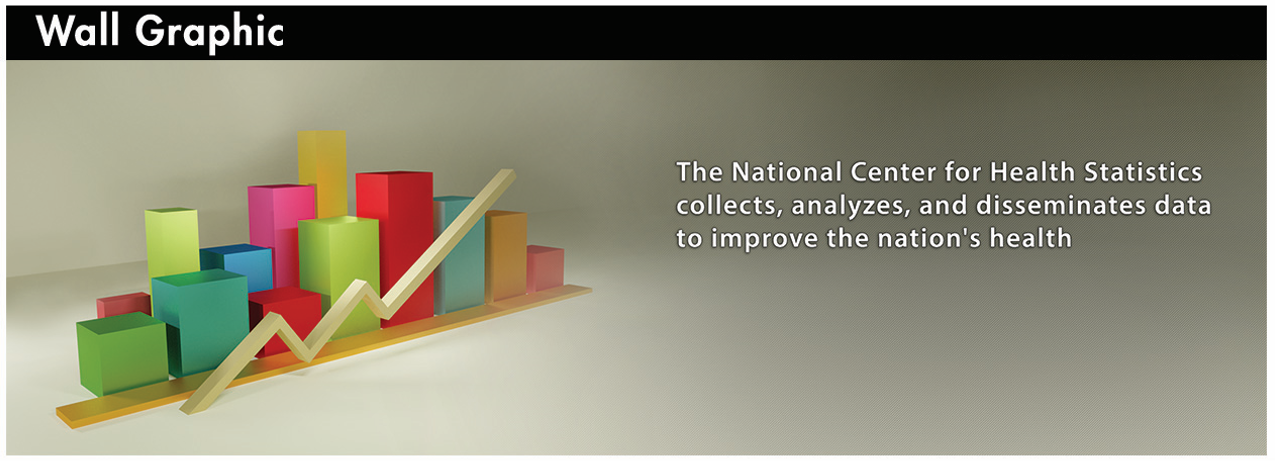 Wall Graphic
The National Center for Health Statistics
collects, analyzes, and disseminates data
to improve the nation's health